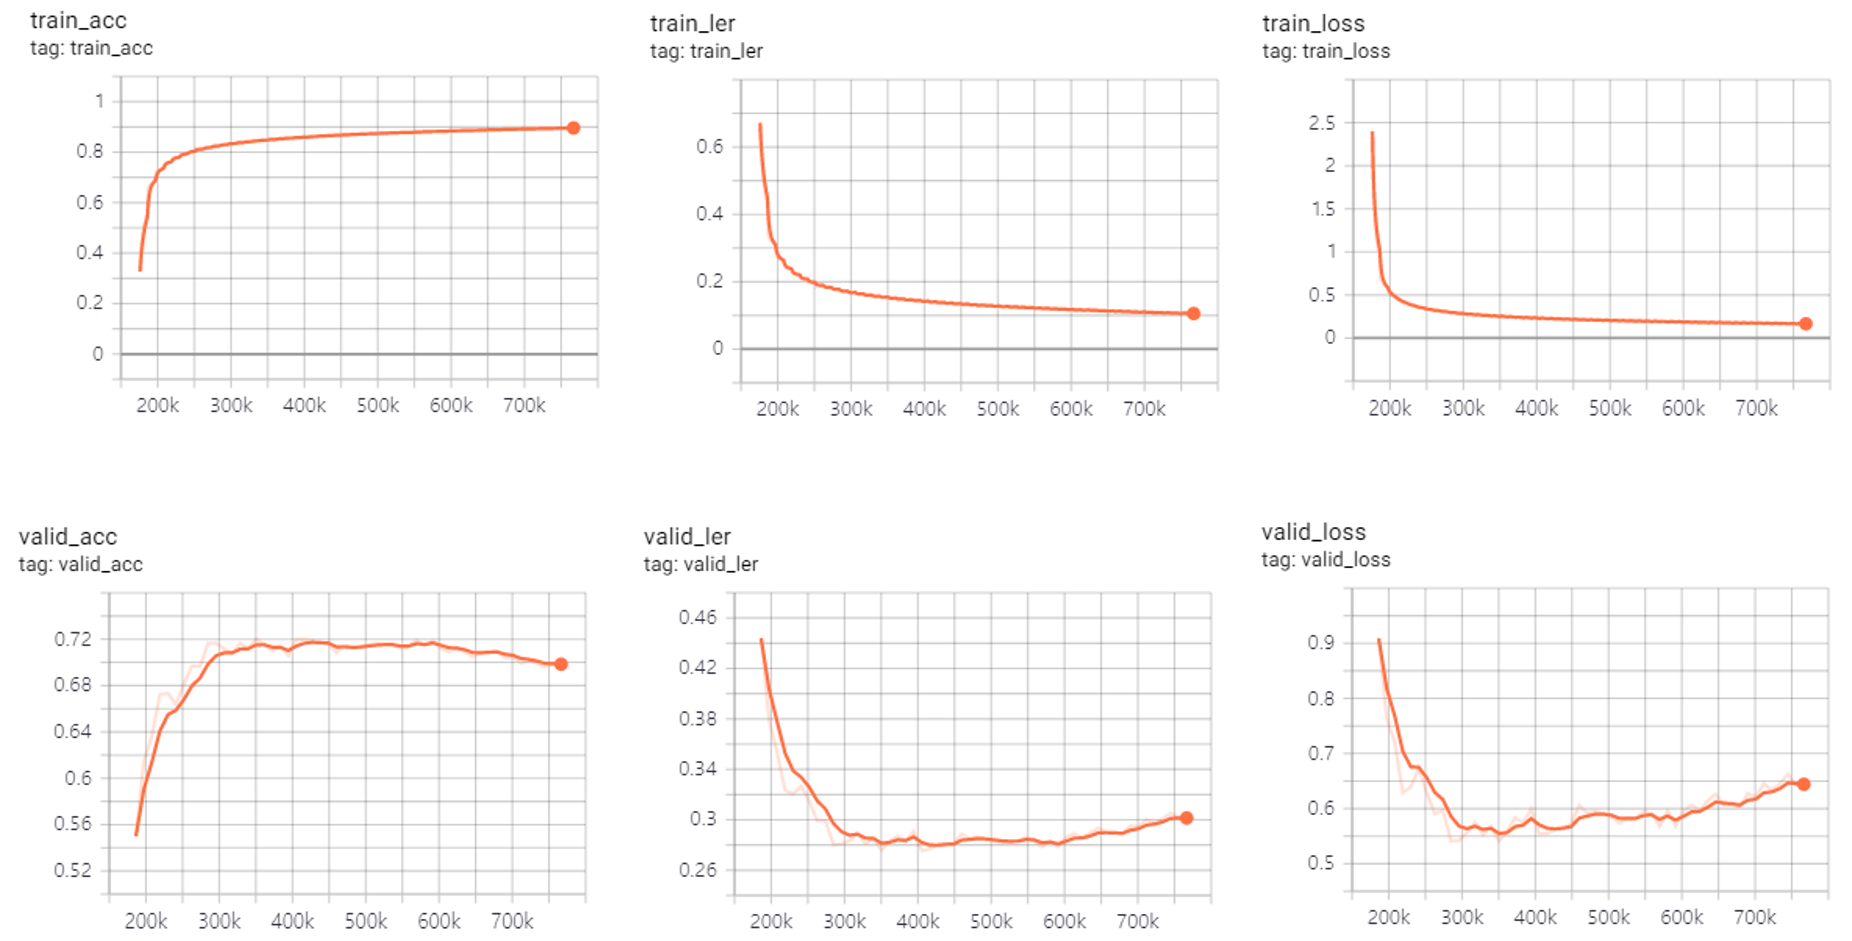 train_acc
tag: train_acc
1
0.8
0.6
0.4
0.2
0
200k 300k 400k 500k 600k 700k
train_ler
tag: train_ler
0.6
0.4
0.2
0
200k 300k 400k 500k 600k 700k
train_loss
tag: train_loss
2.5
2
1.5
1
0.5
0
200k 300k 400k 500k 600k 700k
valid_acc
tag: valid_acc
0.72
0.68
0.64
0.6
0.56
0.52
200k 300k 400k 500k 600k 700k
valid_ler
tag: valid_ler
0.46
0.42
0.38
0.34
0.3
0.26
200k 300k 400k 500k 600k 700k
valid_loss
tag: valid_loss
0.9
0.8
0.7
0.6
0.5
200k 300k 400k 500k 600k 700k